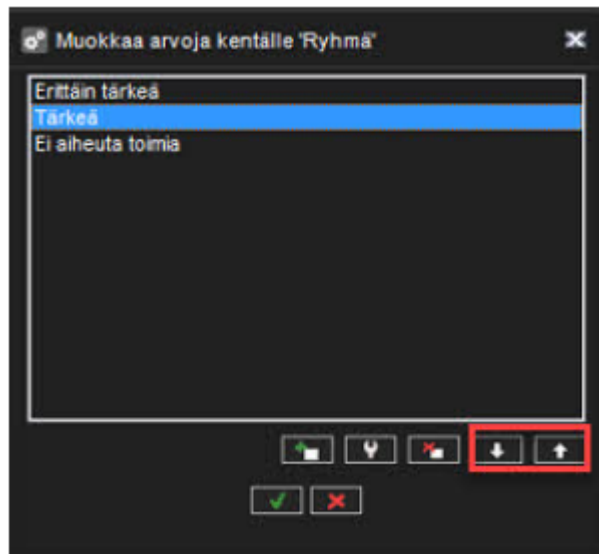 Muokkaa arvoja kentälle 'Ryhmä'
Erittäin tärkeä
Tärkeä
Ei aiheuta toimia